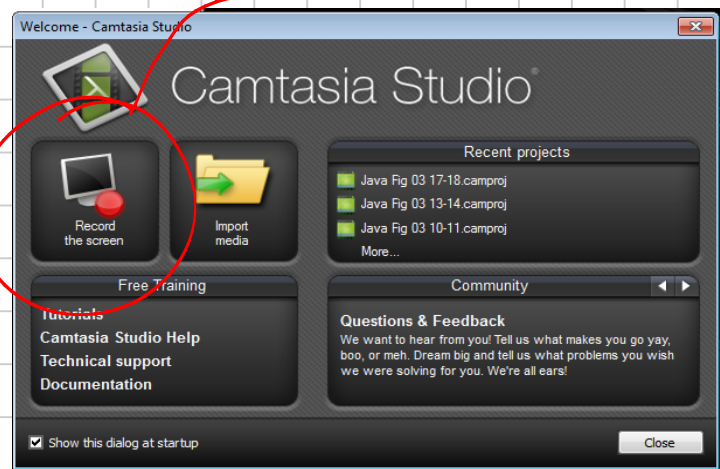 Welcome - Camtasia Studio
Camtasia Studio®
Record
the screen
Import
media
Recent projects
Java Fig 03 17-18.camproj
Java Fig 03 13-14.camproj
Java Fig 03 10-11.camproj
More...
Free Training
Tutorials
Camtasia Studio Help
Technical support
Documentation
Community
Questions & Feedback
We want to hear from you! Tell us what makes you go yay,
boo, or meh. Dream big and tell us what problems you wish
we were solving for you. We're all ears!
Show this dialog at startup
Close